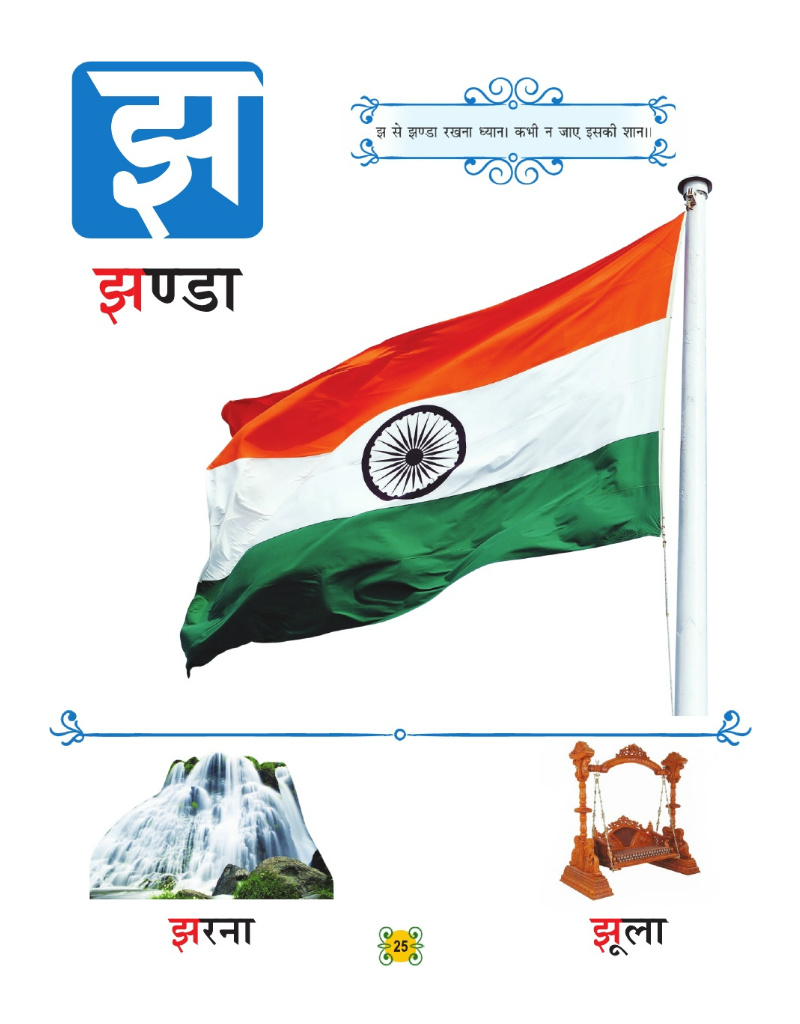 झ
झ से झण्डा रखना ध्यान। कभी न जाए इसकी शान।।
झण्डा
झरना
झूला
25